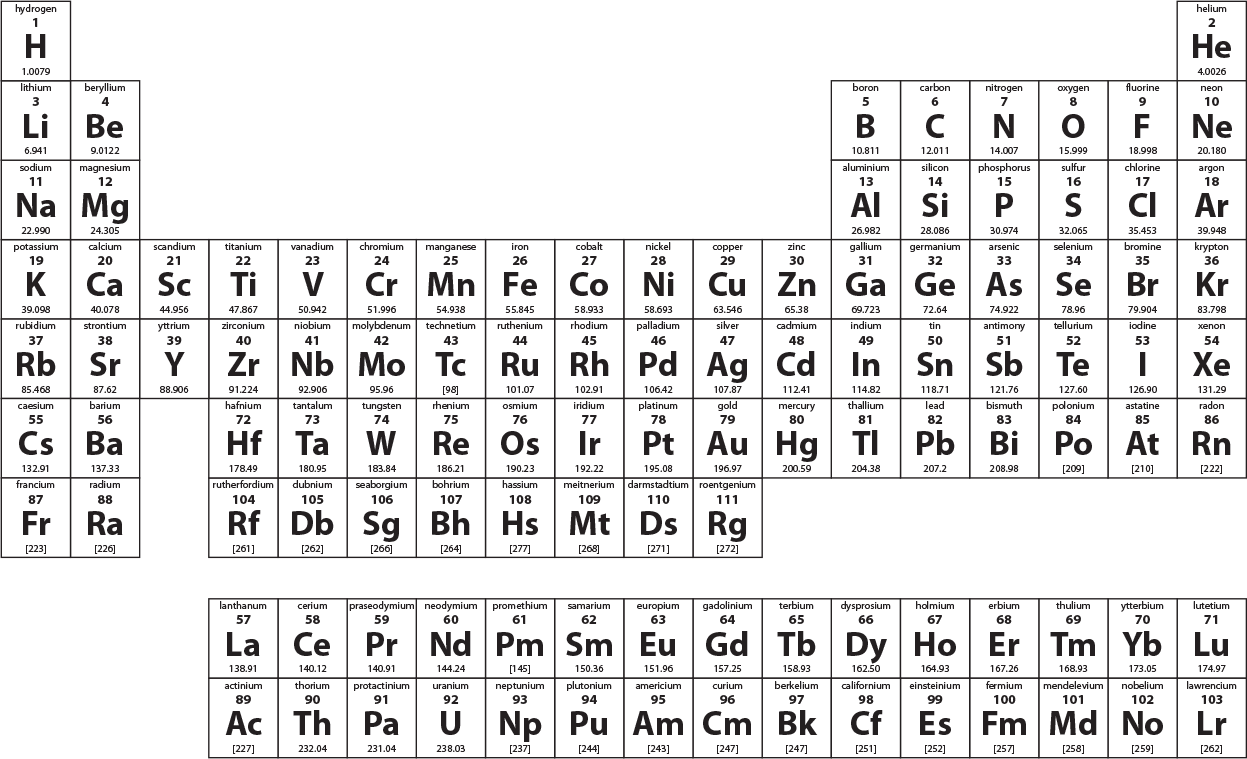 hydrogen helium
1 2
H He
1.0079 4.0026
lithium beryllium boron carbon nitrogen oxygen fluorine neon
3 4 5 6 7 8 9 10
Li Be B C N O F Ne
6.941 9.0122 10.811 12.011 14.007 15.999 18.998 20.180
sodium magnesium aluminium silicon phosphorus sulfur chlorine argon
11 12 13 14 15 16 17 18
Na Mg Al Si P S Cl Ar
22.990 24.305 26.982 28.086 30.974 32.065 35.453 39.948
potassium calcium scandium titanium vanadium chromium manganese iron cobalt nickel copper zinc gallium germanium arsenic selenium bromine krypton
19 20 21 22 23 24 25 26 27 28 29 30 31 32 33 34 35 36
K Ca Sc Ti V Cr Mn Fe Co Ni Cu Zn Ga Ge As Se Br Kr
39.098 40.078 44.956 47.867 50.942 51.996 54.938 55.845 58.933 58.693 63.546 65.38 69.723 72.64 74.922 78.96 79.904 83.798
rubidium strontium yttrium zirconium niobium molybdenum technetium ruthenium rhodium palladium silver cadmium indium tin antimony tellurium iodine xenon
37 38 39 40 41 42 43 44 45 46 47 48 49 50 51 52 53 54
Rb Sr Y Zr Nb Mo Tc Ru Rh Pd Ag Cd In Sn Sb Te I Xe
85.468 87.62 88.906 91.224 92.906 95.96 [98] 101.07 102.91 106.42 107.87 112.41 114.82 118.71 121.76 127.60 126.90 131.29
caesium barium hafnium tantalum tungsten rhenium osmium iridium platinum gold mercury thallium lead bismuth polonium astatine radon
55 56 72 73 74 75 76 77 78 79 80 81 82 83 84 85 86
Cs Ba Hf Ta W Re Os Ir Pt Au Hg Tl Pb Bi Po At Rn
132.91 137.33 178.49 180.95 183.84 186.21 190.23 192.22 195.08 196.97 200.59 204.38 207.2 208.98 [209] [210] [222]
francium radium rutherfordium dubnium seaborgium bohrium hassium meitnerium darmstadtium roentgenium
87 88 104 105 106 107 108 109 110 111
Fr Ra Rf Db Sg Bh Hs Mt Ds Rg
[223] [226] [261] [262] [266] [264] [277] [268] [271] [272]
lanthanum cerium praseodymium neodymium promethium samarium europium gadolinium terbium dysprosium holmium erbium thulium ytterbium lutetium
57 58 59 60 61 62 63 64 65 66 67 68 69 70 71
La Ce Pr Nd Pm Sm Eu Gd Tb Dy Ho Er Tm Yb Lu
138.91 140.12 140.91 144.24 [145] 150.36 151.96 157.25 158.93 162.50 164.93 167.26 168.93 173.05 174.97
actinium thorium protactinium uranium neptunium plutonium americium curium berkelium californium einsteinium fermium mendelevium nobelium lawrencium
89 90 91 92 93 94 95 96 97 98 99 100 101 102 103
Ac Th Pa U Np Pu Am Cm Bk Cf Es Fm Md No Lr
[227] 232.04 231.04 238.03 [237] [244] [243] [247] [247] [251] [252] [257] [258] [259] [262]